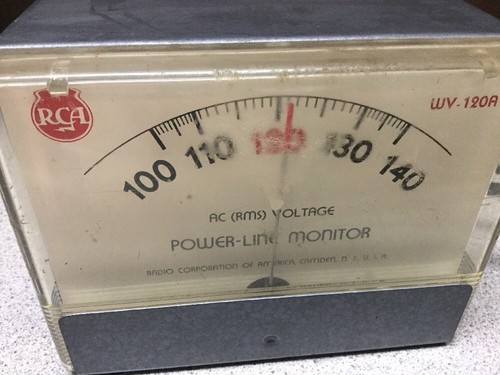 RCA
WV-120A
100 110 120 130 140
AC (RMS) VOLTAGE
POWER-LINE MONITOR
RADIO CORPORATION OF AMERICA, CAMDEN, N. J., U.S.A.